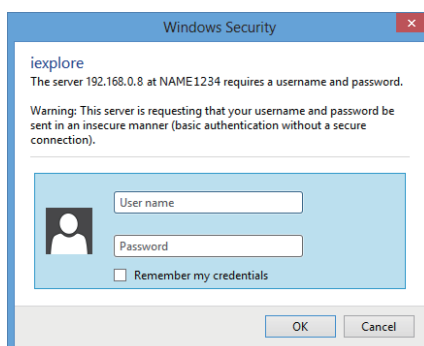 Windows Security
iexplore
The server 192.168.0.8 at NAME1234 requires a username and password.
Warning: This server is requesting that your username and password be
sent in an insecure manner (basic authentication without a secure
connection).
User name
Password
Remember my credentials
OK Cancel